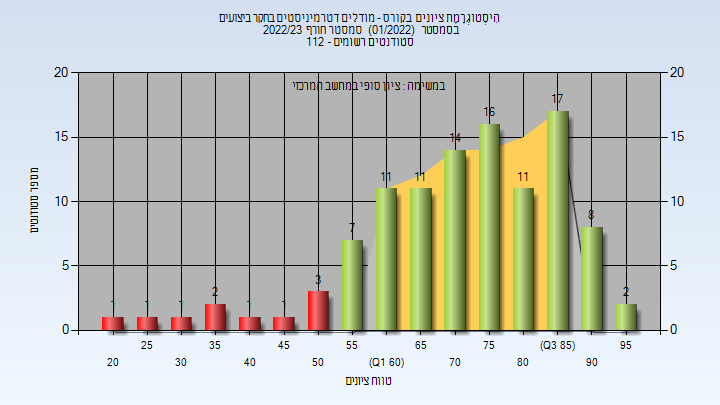 היסטוגרמת ציונים בקורס - מודלים דטרמיניסטים בחקר ביצועים
בסמסטר (01/2022) סמסטר חורף 2022/23
סטודנטים רשומים - 112
במשימה : ציון סופי במחשב המרכזי
מספר סטודנטים
20 20
15 15
10 10
5 5
0 0
1 1 1 2 1 1 3 7 11 11 14 16 11 17 8 2
25 35 45 55 65 75 (Q3 85) 95
20 30 40 50 (Q1 60) 70 80 90
טווח ציונים